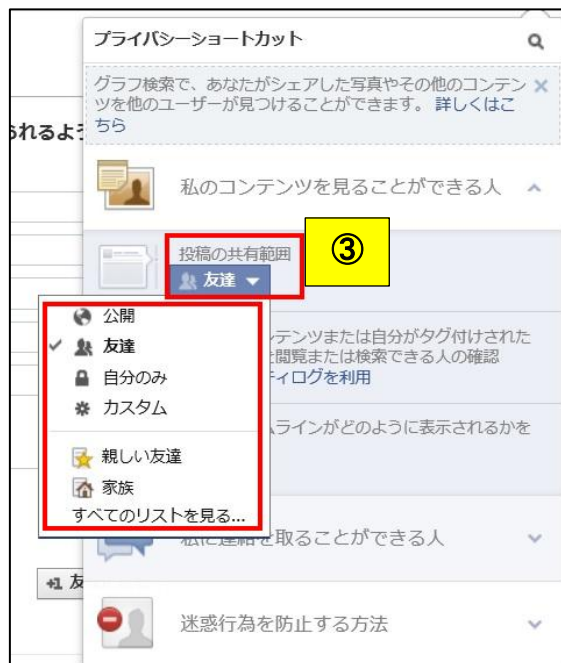 プライバシーショートカット
グラフ検索で、あなたがシェアした写真やその他のコンテン
ツを他のユーザーが見つけることができます。 詳しくはこ
ちら
られるよう
私のコンテンツを見ることができる人
投稿の共有範囲
③
友達
公開
友達
自分のみ
カスタム
親しい友達
家族
すべてのリストを見る...
ンテンツまたは自分がタグ付けされた
閲覧または検索できる人の確認
ィログを利用
ムラインがどのように表示されるかを
私に連絡を取ることができる人
+1 友
迷惑行為を防止する方法